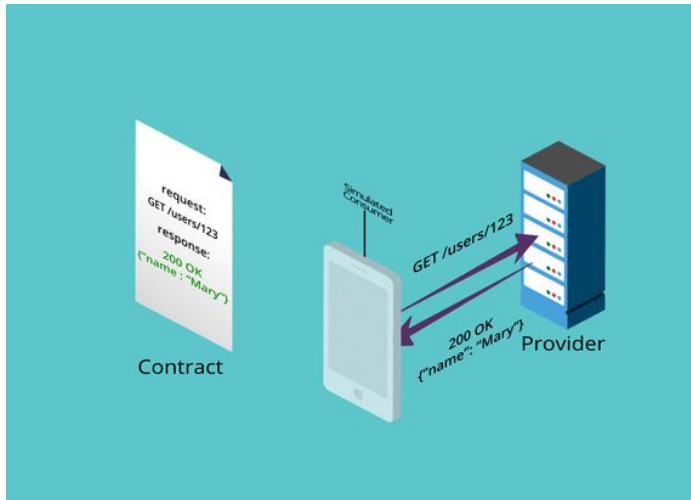 request:
GET /users/123
response:
200 OK
{"name : "Mary"}
Contract
Simulated
Consumer
GET /users/123
200 OK
{"name": "Mary"}
Provider